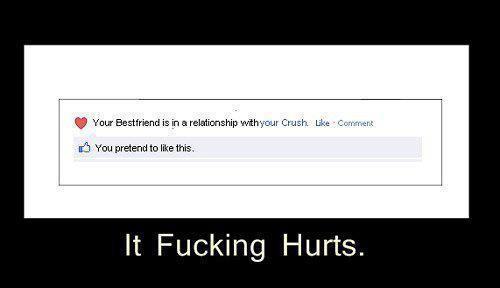 Your Bestfriend is in a relationship with your Crush. Like · Comment
You pretend to like this.
It Fucking Hurts.